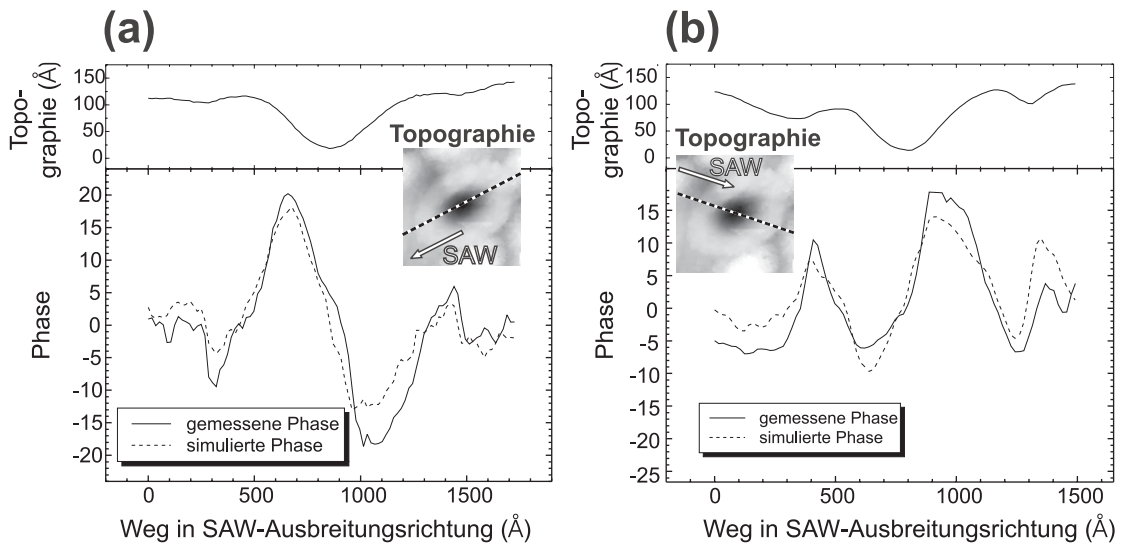 (a)
Topo-
graphie (Å)
150
100
50
0
Topographie
SAW
Phase
20
15
10
5
0
-5
-10
-15
-20
gemessene Phase
simulierte Phase
0 500 1000 1500
Weg in SAW-Ausbreitungsrichtung (Å)
(b)
Topo-
graphie (Å)
150
100
50
0
Topographie
SAW
Phase
15
10
5
0
-5
-10
-15
-20
-25
gemessene Phase
simulierte Phase
0 500 1000 1500
Weg in SAW-Ausbreitungsrichtung (Å)